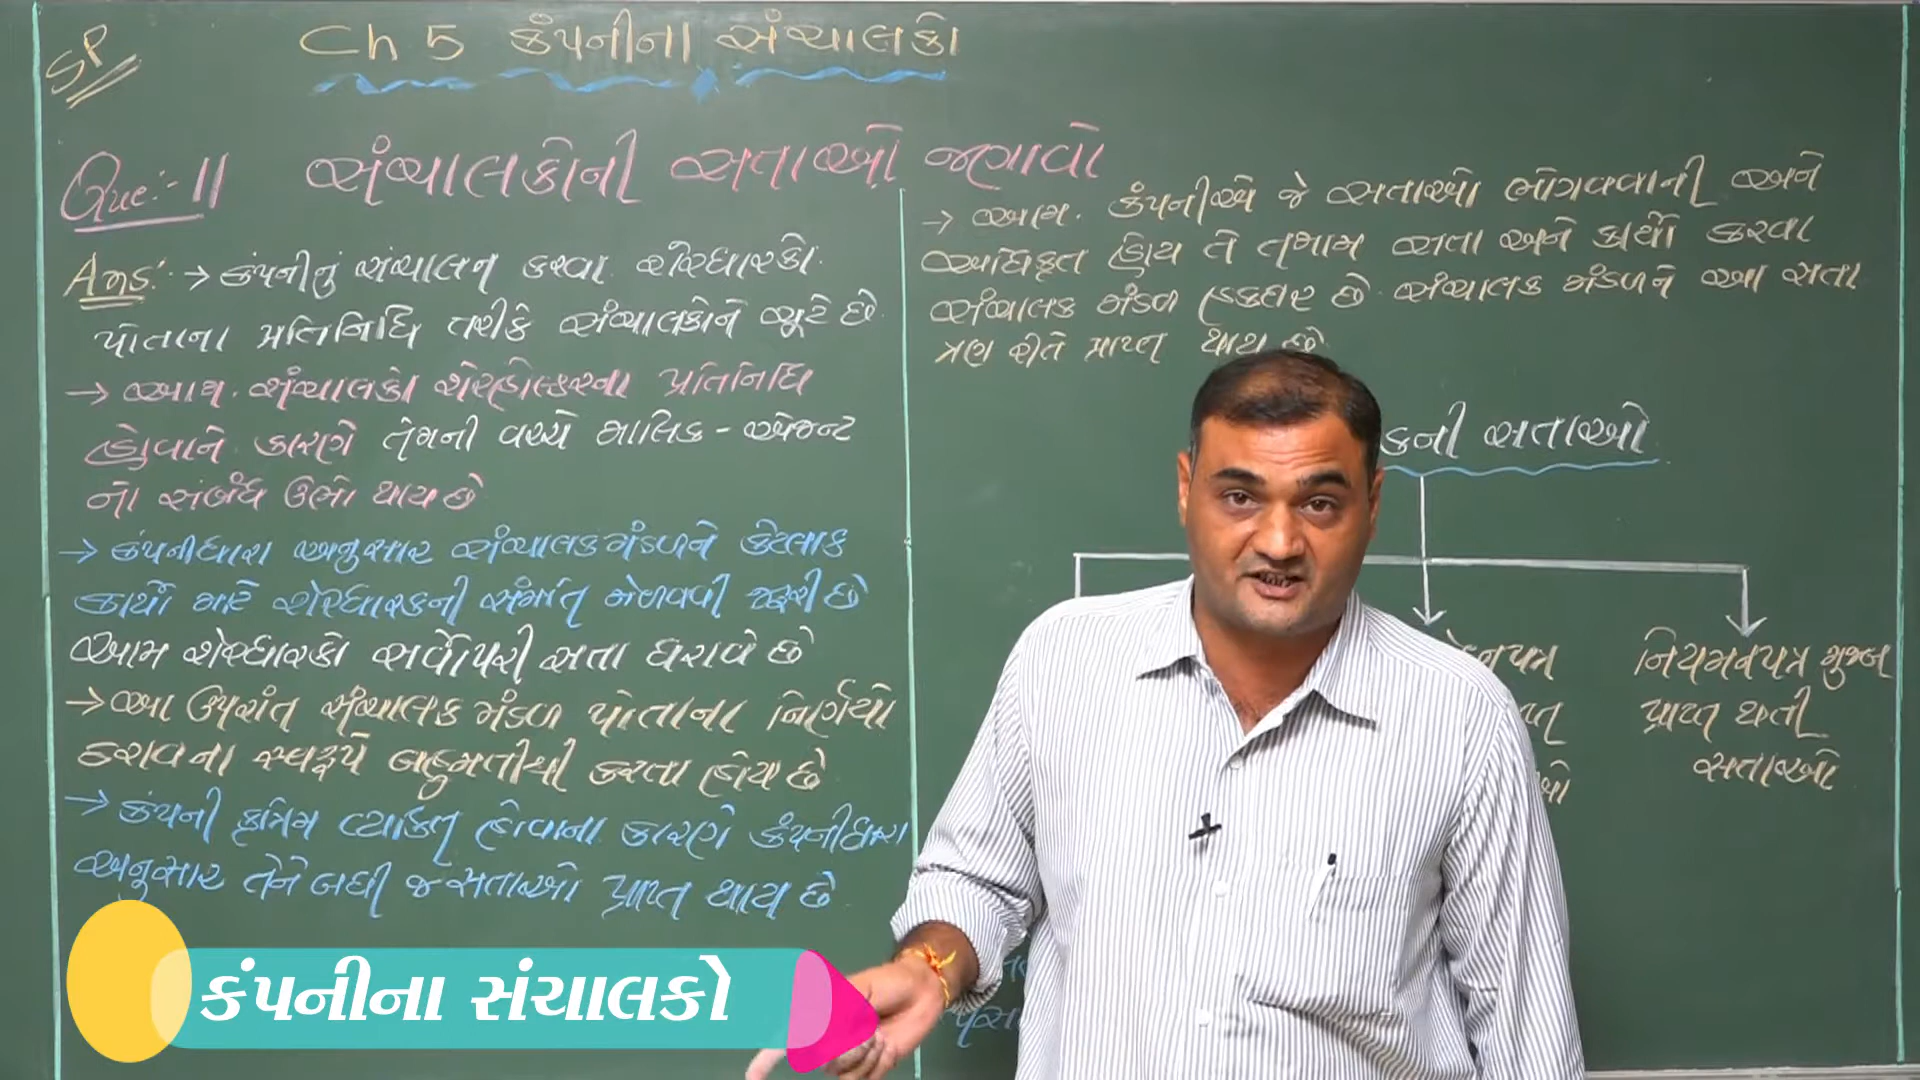 SP
Ch 5 કંપનીના સંચાલકો
Que:- 11 સંચાલકોની સતાઓ જણાવો
Ans:- → કંપનીનું સંચાલન કરવા શેરધારકો
પોતાના પ્રતિનિધિ તરીકે સંચાલકોને ચૂંટે છે.
→ આમ. સંચાલકો શેરહોલ્ડરના પ્રતિનિધિ
હોવાને કારણે તેમની વચ્ચે માલિક - એજન્ટ
નો સંબંધ ઉભો થાય છે
→ કંપનીધારા અનુસાર સંચાલકમંડળને કેટલાક
કાર્યો માટે શેરધારકની સંમતિ મેળવવી જરૂરી છે
આમ શેરધારકો સર્વોપરી સતા ધરાવે છે
→ આ ઉપરાંત સંચાલક મંડળ પોતાના નિર્ણયો
ઠરાવના સ્વરૂપે બહુમતીથી કરતા હોય છે
→ કંપની કૃત્રિમ વ્યકિત હોવાના કારણે કંપનીધારા
અનુસાર તેને બધી જ સતાઓ પ્રાપ્ત થાય છે
→ આમ. કંપનીએ જે સતાઓ ભોગવવાની અને
અધિકૃત હોય તે તમામ સતા અને કાર્યો કરવા
સંચાલક મંડળ હકદાર છે. સંચાલક મંડળને આ સતા
ત્રણ રીતે પ્રાપ્ત થાય છે
કની સતાઓ
નપત્ર
નિયમનપત્ર મુજબ
પ્રાપ્ત થતી
સતાઓ
કંપનીના સંચાલકો